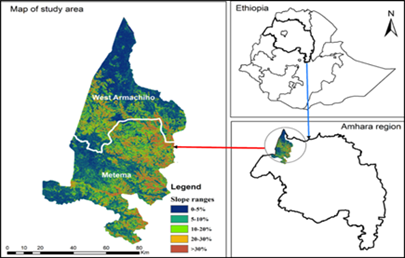 Map of study area
West Armachiho
Metema
Legend
Slope ranges
0-5%
5-10%
10-20%
20-30%
>30%
0 10 20 40 60 80
Km
Ethiopia
N
Amhara region